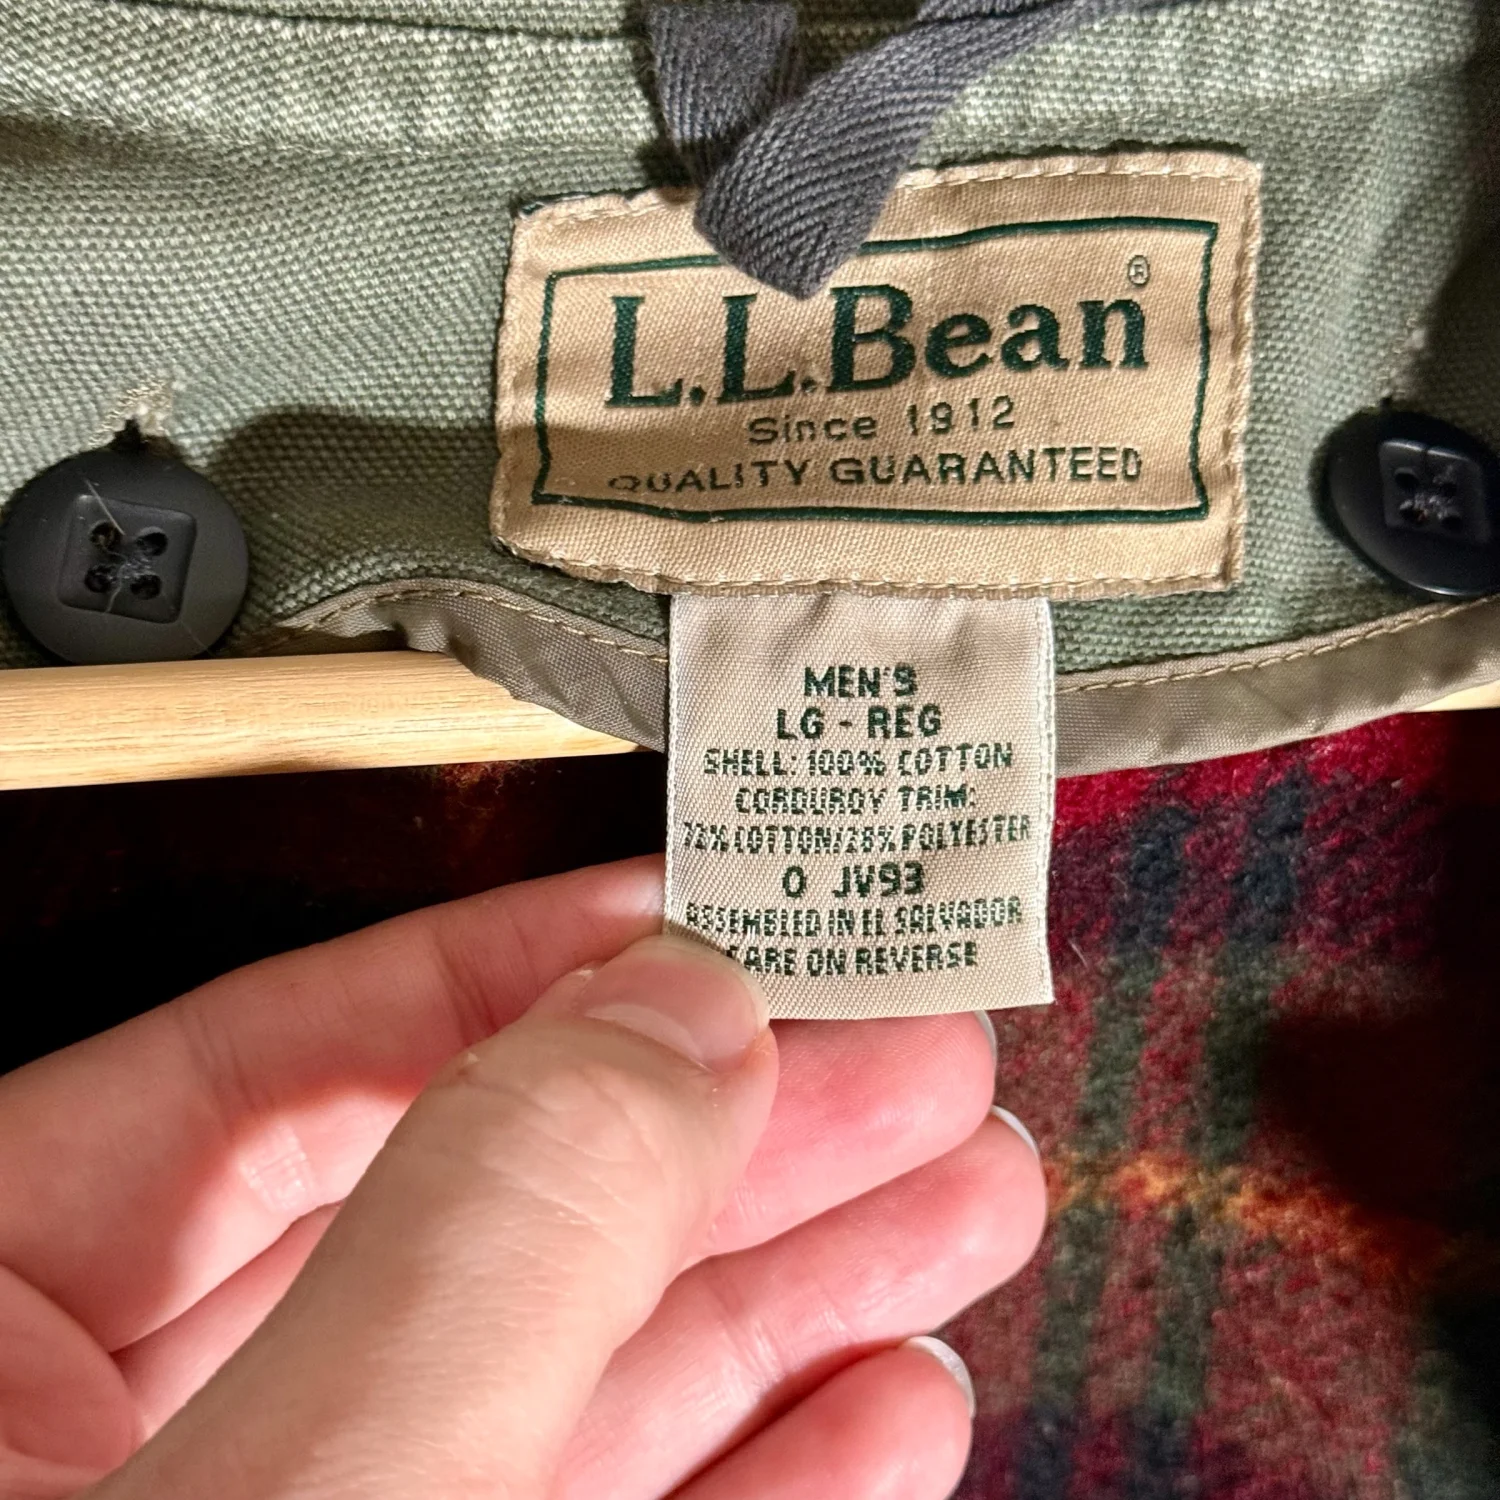 L.L.Bean®
Since 1912
QUALITY GUARANTEED
MEN'S
LG - REG
SHELL: 100% COTTON
CORDUROY TRIM:
72% COTTON/28% POLYESTER
0 JV93
ASSEMBLED IN EL SALVADOR
CARE ON REVERSE